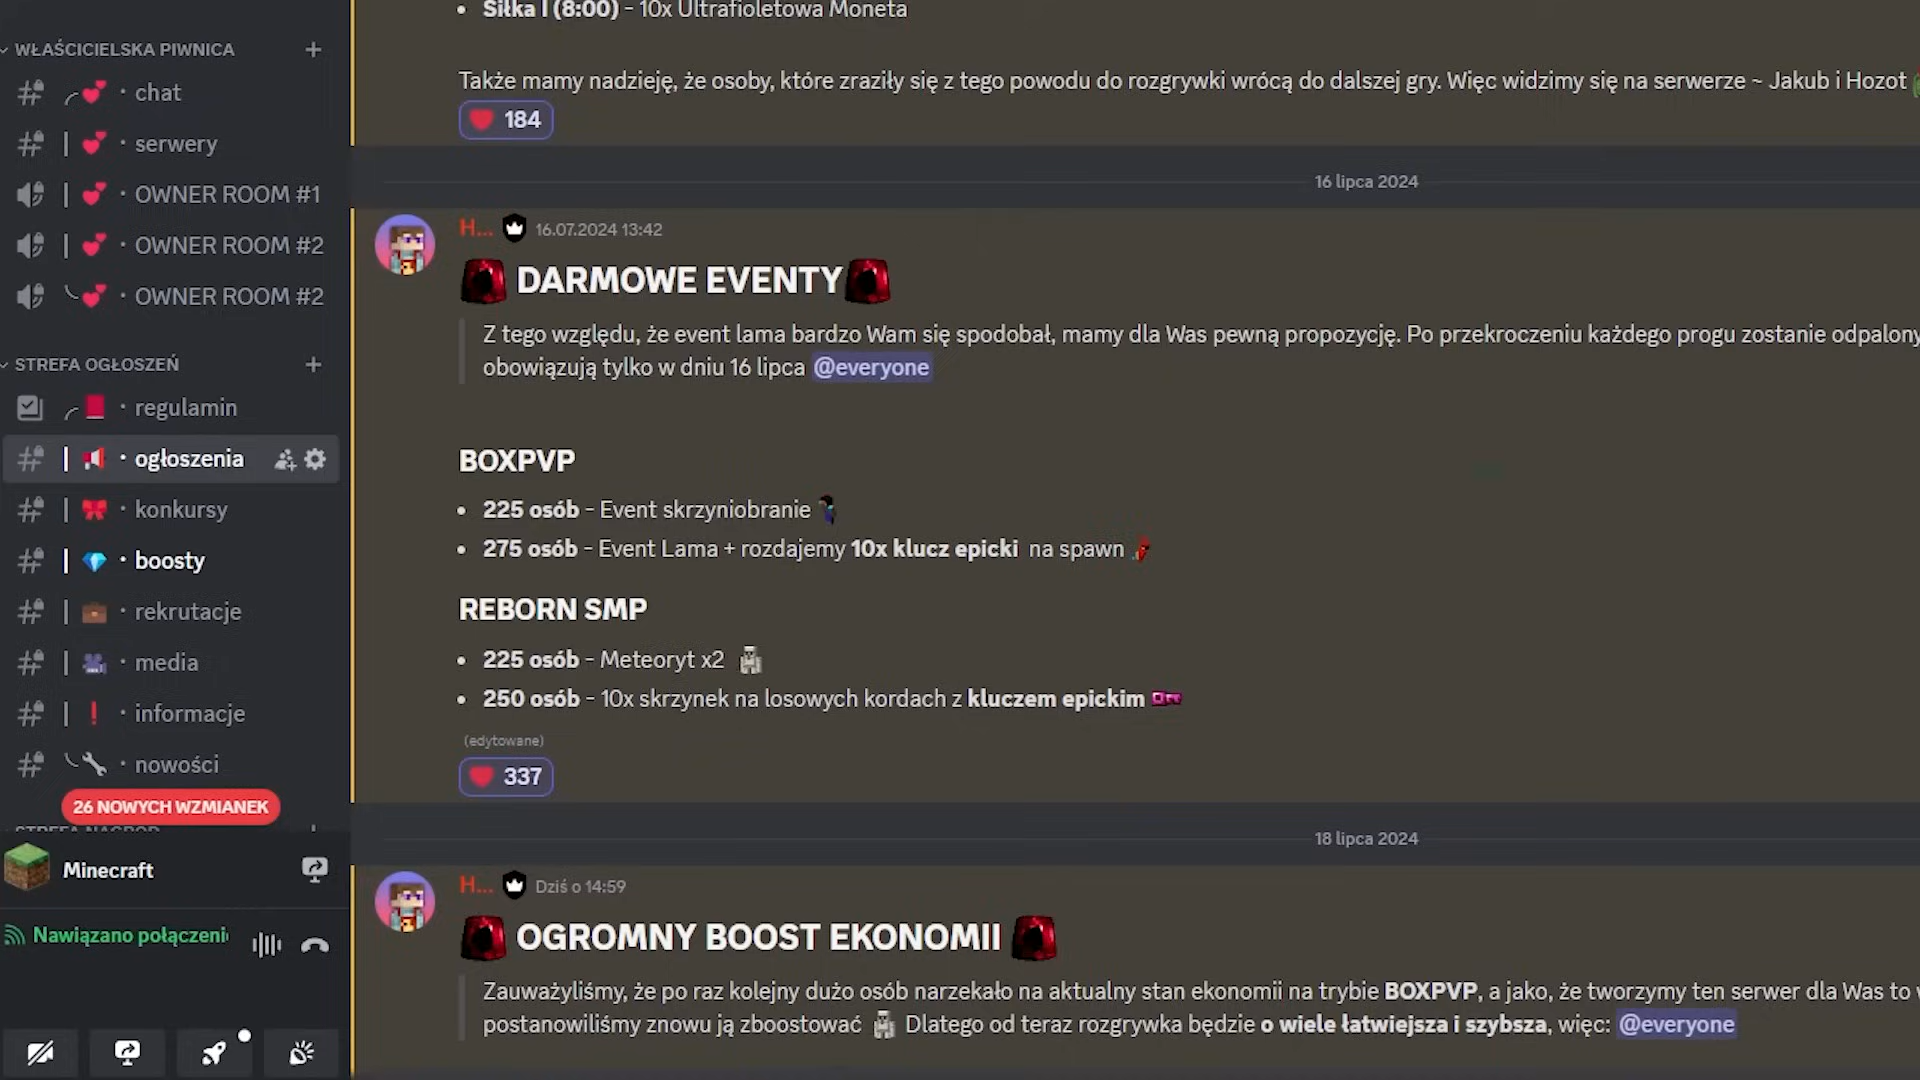 WŁAŚCICIELSKA PIWNICA
chat
serwery
OWNER ROOM #1
OWNER ROOM #2
OWNER ROOM #2
STREFA OGŁOSZEŃ
regulamin
ogłoszenia
konkursy
boosty
rekrutacje
media
informacje
nowości
26 NOWYCH WZMIANEK
STREFA NAGRÓD
Minecraft
Nawiązano połączeni
• Siłka I (8:00) - 10x Ultrafioletowa Moneta
Także mamy nadzieję, że osoby, które zraziły się z tego powodu do rozgrywki wrócą do dalszej gry. Więc widzimy się na serwerze ~ Jakub i Hozot
184
16 lipca 2024
H... 16.07.2024 13:42
DARMOWE EVENTY
Z tego względu, że event lama bardzo Wam się spodobał, mamy dla Was pewną propozycję. Po przekroczeniu każdego progu zostanie odpalony
obowiązują tylko w dniu 16 lipca @everyone
BOXPVP
• 225 osób - Event skrzyniobranie
• 275 osób - Event Lama + rozdajemy 10x klucz epicki na spawn
REBORN SMP
• 225 osób - Meteoryt x2
• 250 osób - 10x skrzynek na losowych kordach z kluczem epickim
(edytowane)
337
18 lipca 2024
H... Dziś o 14:59
OGROMNY BOOST EKONOMII
Zauważyliśmy, że po raz kolejny dużo osób narzekało na aktualny stan ekonomii na trybie BOXPVP, a jako, że tworzymy ten serwer dla Was to
postanowiliśmy znowu ją zboostować Dlatego od teraz rozgrywka będzie o wiele łatwiejsza i szybsza, więc: @everyone